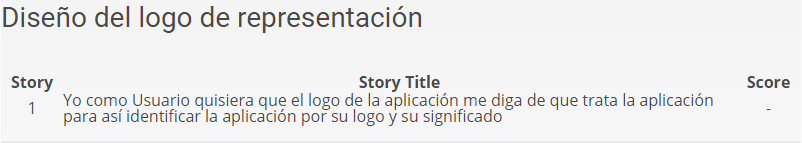 Diseño del logo de representación
Story Story Title Score
1 Yo como Usuario quisiera que el logo de la aplicación me diga de que trata la aplicación para así identificar la aplicación por su logo y su significado -